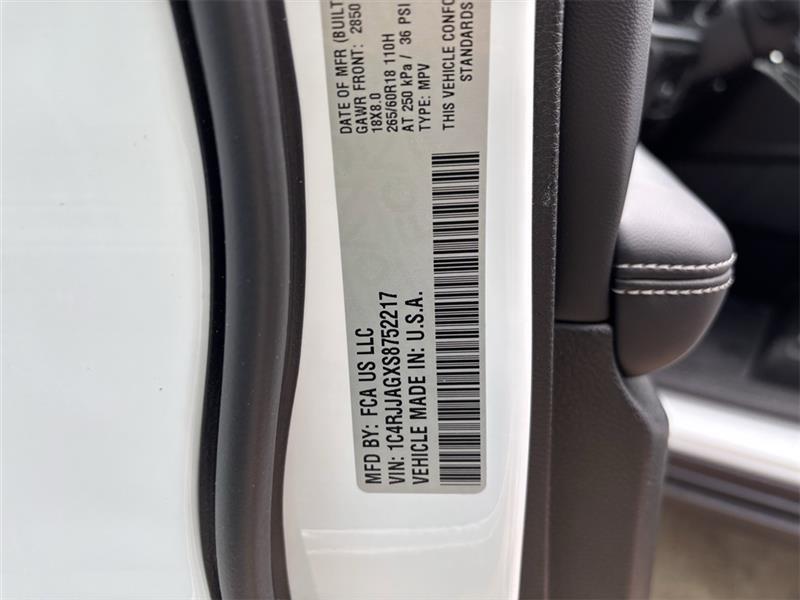 MFD BY: FCA US LLC
VIN: 1C4RJJAGXS8752217
VEHICLE MADE IN: U.S.A.
DATE OF MFR (BUILT
GAWR FRONT: 2850
18X8.0
265/60R18 110H
AT 250 kPa / 36 PSI
TYPE: MPV
THIS VEHICLE CONFO
STANDARDS